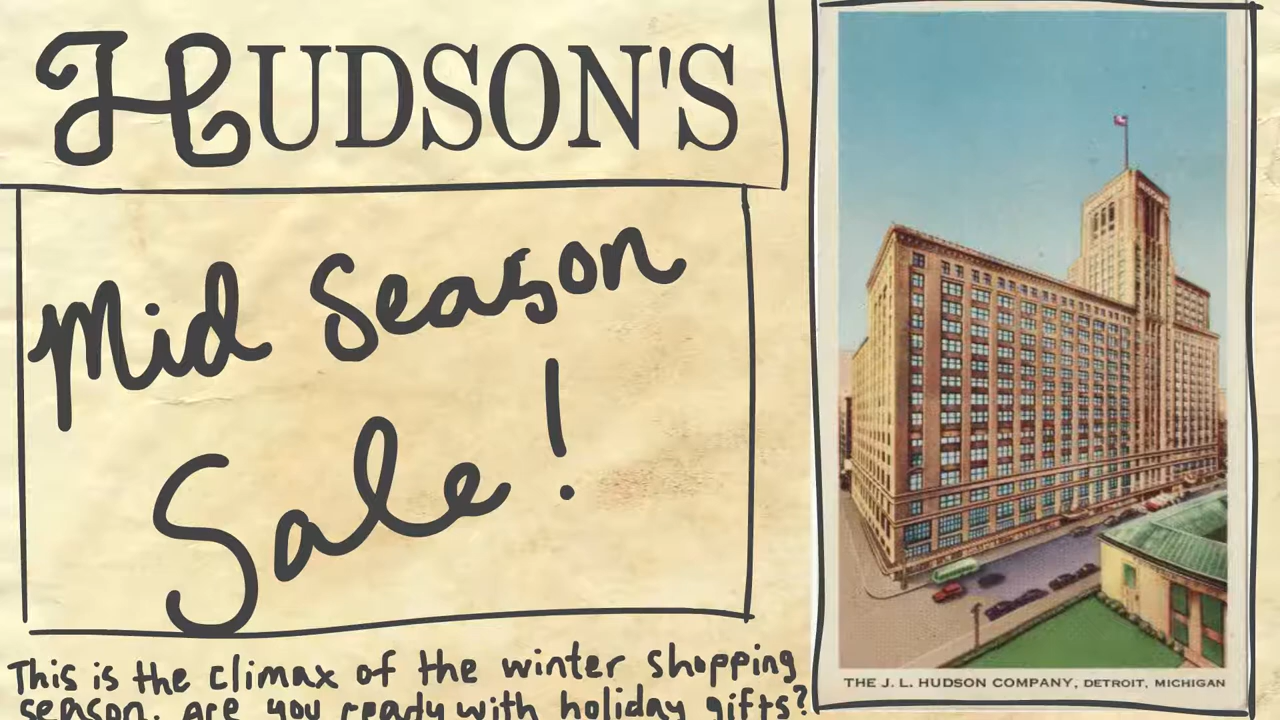 HUDSON'S
Mid Season
Sale!
This is the climax of the winter shopping
season. Are you ready with holiday gifts?
THE J. L. HUDSON COMPANY, DETROIT, MICHIGAN